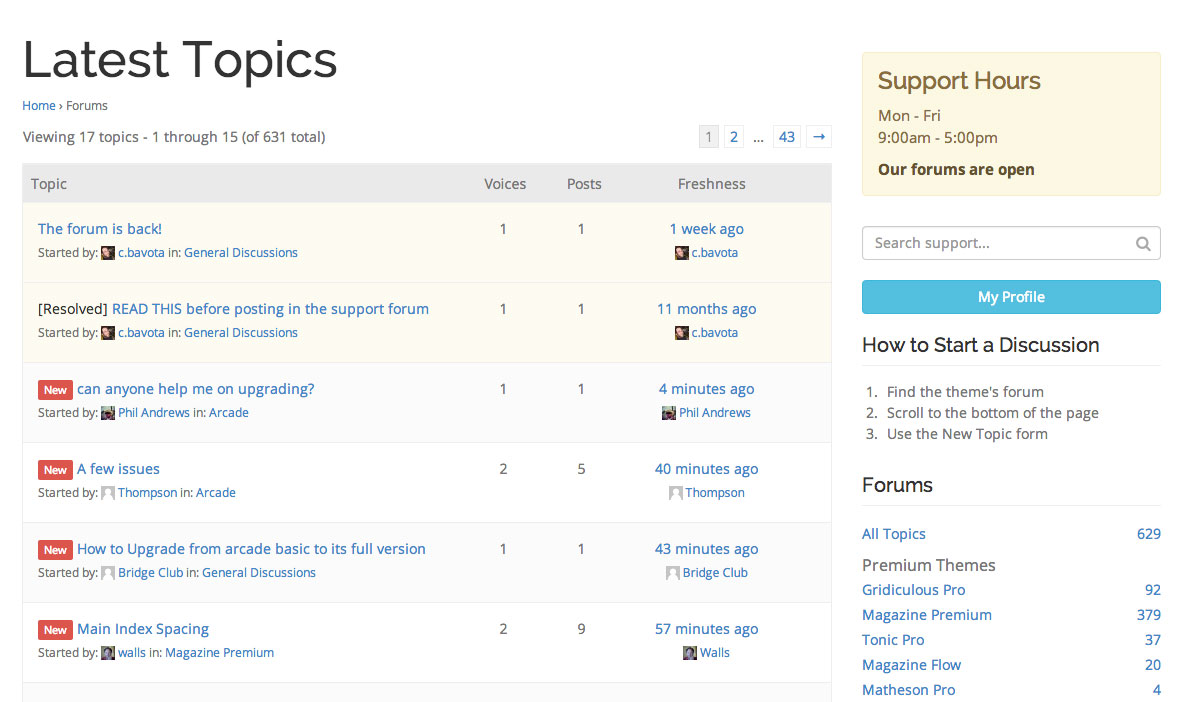 Latest Topics
Home › Forums
Viewing 17 topics - 1 through 15 (of 631 total)
1 2 ... 43 →
Topic Voices Posts Freshness
The forum is back! 1 1 1 week ago
Started by: c.bavota in: General Discussions c.bavota
[Resolved] READ THIS before posting in the support forum 1 1 11 months ago
Started by: c.bavota in: General Discussions c.bavota
New can anyone help me on upgrading? 1 1 4 minutes ago
Started by: Phil Andrews in: Arcade Phil Andrews
New A few issues 2 5 40 minutes ago
Started by: Thompson in: Arcade Thompson
New How to Upgrade from arcade basic to its full version 1 1 43 minutes ago
Started by: Bridge Club in: General Discussions Bridge Club
New Main Index Spacing 2 9 57 minutes ago
Started by: walls in: Magazine Premium Walls
Support Hours
Mon - Fri
9:00am - 5:00pm
Our forums are open
Search support...
My Profile
How to Start a Discussion
1. Find the theme's forum
2. Scroll to the bottom of the page
3. Use the New Topic form
Forums
All Topics 629
Premium Themes
Gridiculous Pro 92
Magazine Premium 379
Tonic Pro 37
Magazine Flow 20
Matheson Pro 4